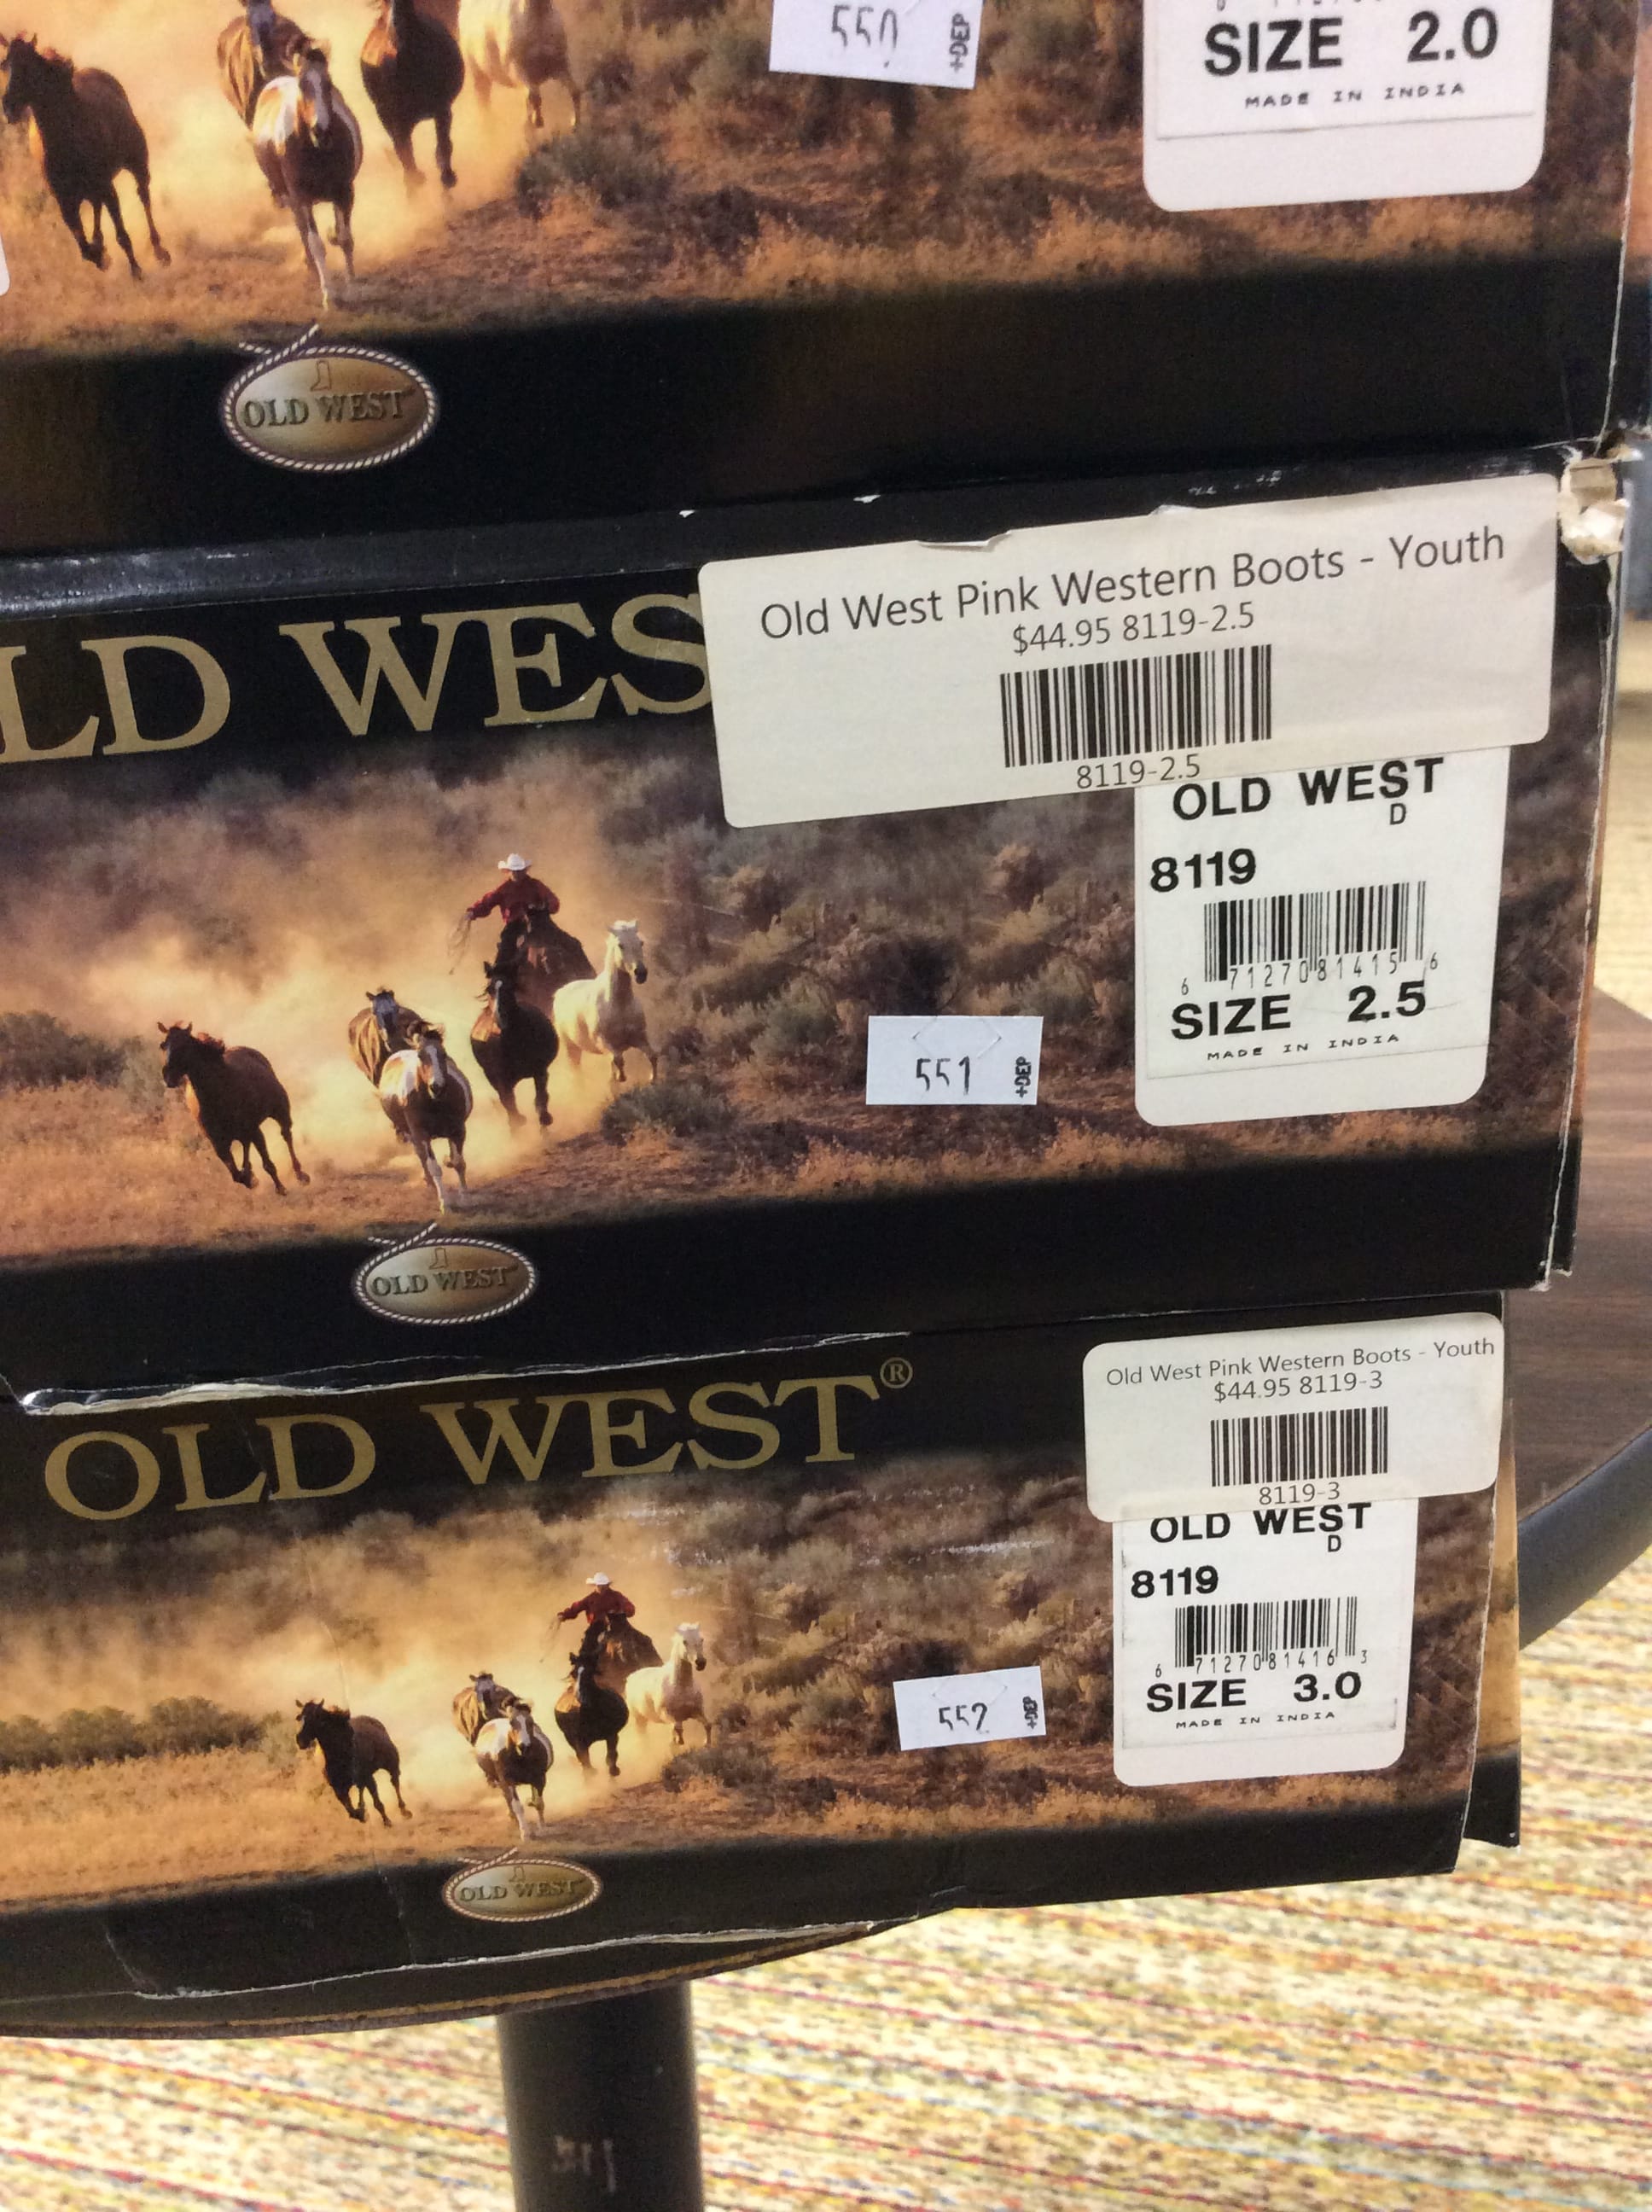 550
+DEP
SIZE 2.0
MADE IN INDIA
OLD WEST
LD WES
Old West Pink Western Boots - Youth
$44.95 8119-2.5
8119-2.5
OLD WEST
D
8119
6 71270 81415 6
SIZE 2.5
MADE IN INDIA
551
+DEP
OLD WEST
OLD WEST®
Old West Pink Western Boots - Youth
$44.95 8119-3
8119-3
OLD WEST
D
8119
6 71270 81416 3
SIZE 3.0
MADE IN INDIA
552
+DEP
OLD WEST